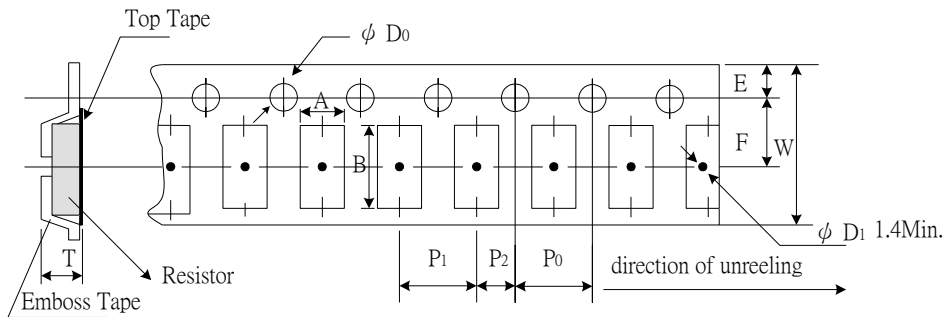 Top Tape
ψ D0
A
E
F
W
B
ψ D1 1.4Min.
T
P1
P2
P0
direction of unreeling
Resistor
Emboss Tape